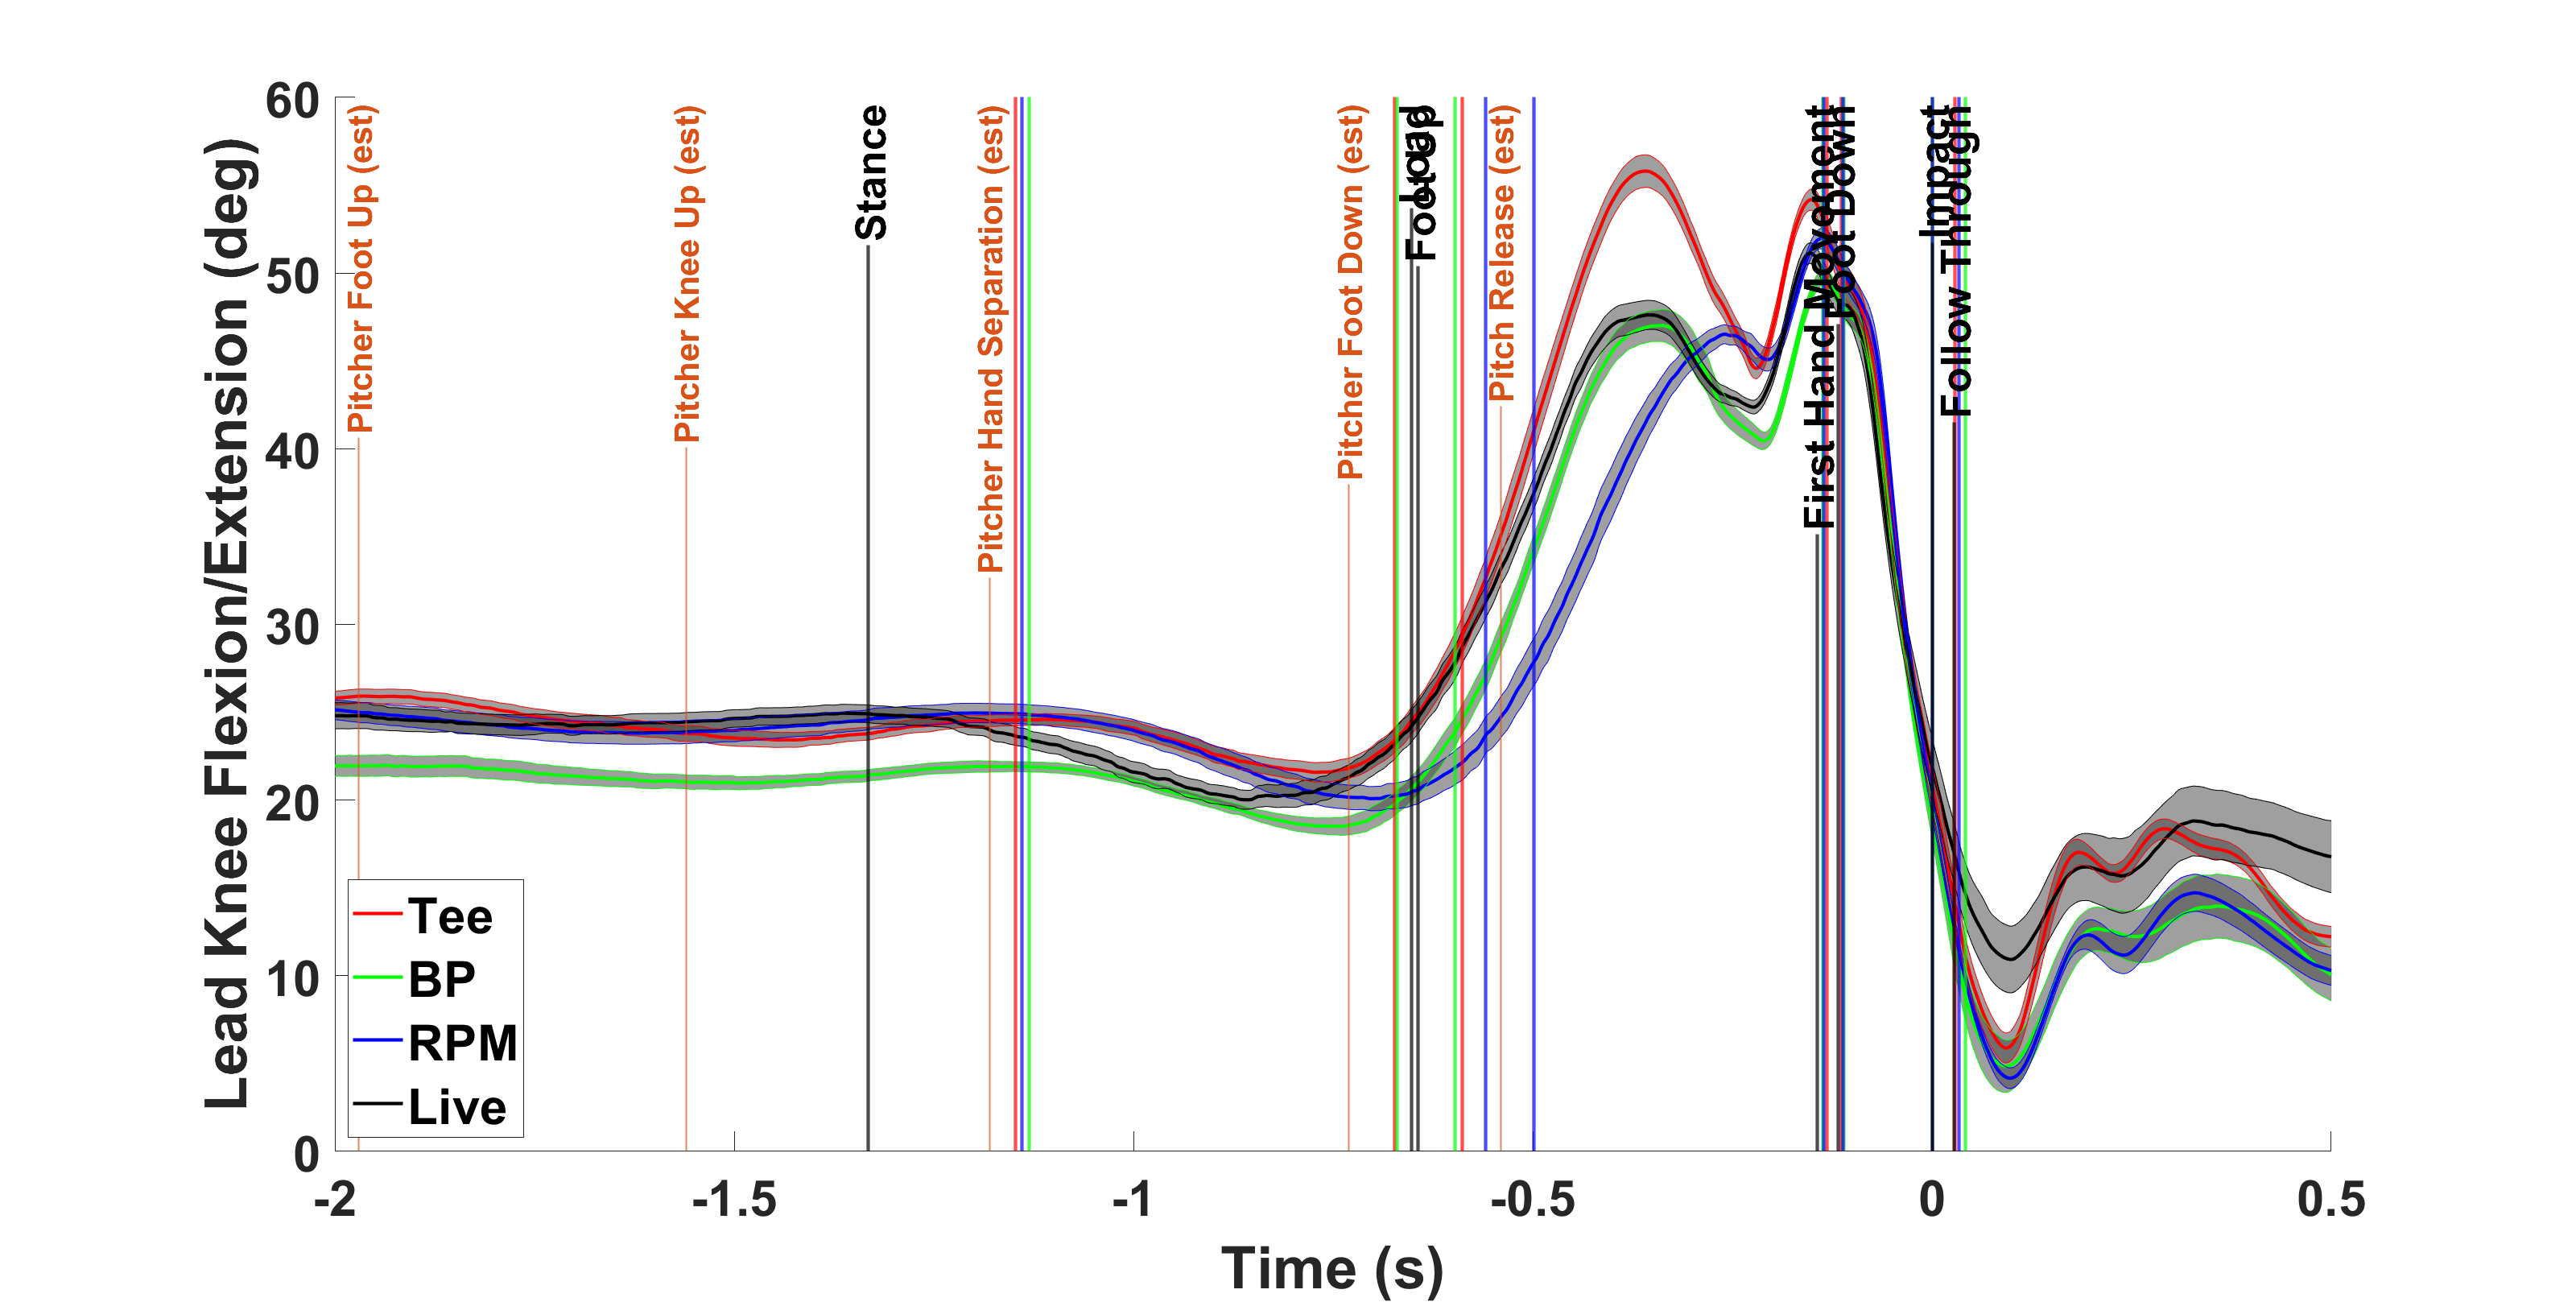 Lead Knee Flexion/Extension (deg)
60
50
40
30
20
10
0
Pitcher Foot Up (est)
Pitcher Knee Up (est)
Stance
Pitcher Hand Separation (est)
Pitcher Foot Down (est)
Load
Foot Up
Pitch Release (est)
First Hand Movement
Foot Down
Impact
Follow Through
Tee
BP
RPM
Live
-2
-1.5
-1
-0.5
0
0.5
Time (s)